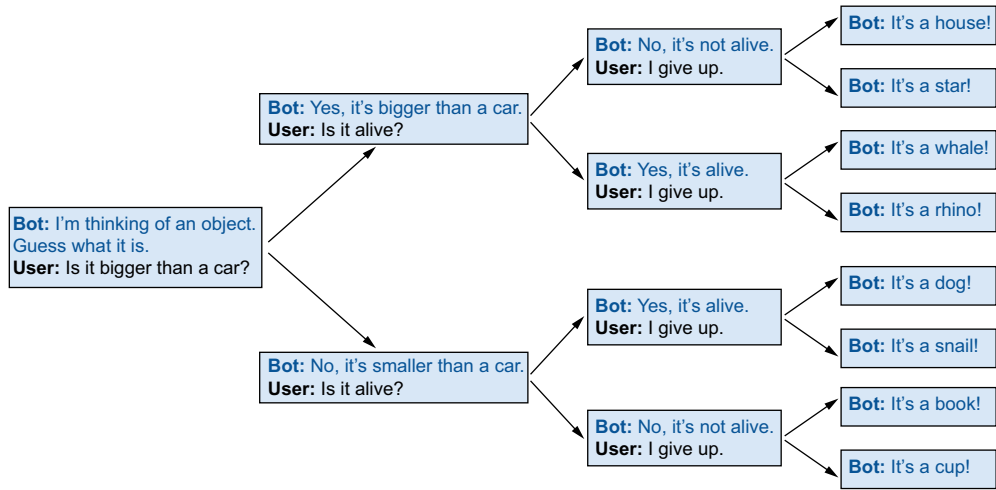 Bot: I'm thinking of an object.
Guess what it is.
User: Is it bigger than a car?
Bot: Yes, it's bigger than a car.
User: Is it alive?
Bot: No, it's smaller than a car.
User: Is it alive?
Bot: No, it's not alive.
User: I give up.
Bot: Yes, it's alive.
User: I give up.
Bot: Yes, it's alive.
User: I give up.
Bot: No, it's not alive.
User: I give up.
Bot: It's a house!
Bot: It's a star!
Bot: It's a whale!
Bot: It's a rhino!
Bot: It's a dog!
Bot: It's a snail!
Bot: It's a book!
Bot: It's a cup!